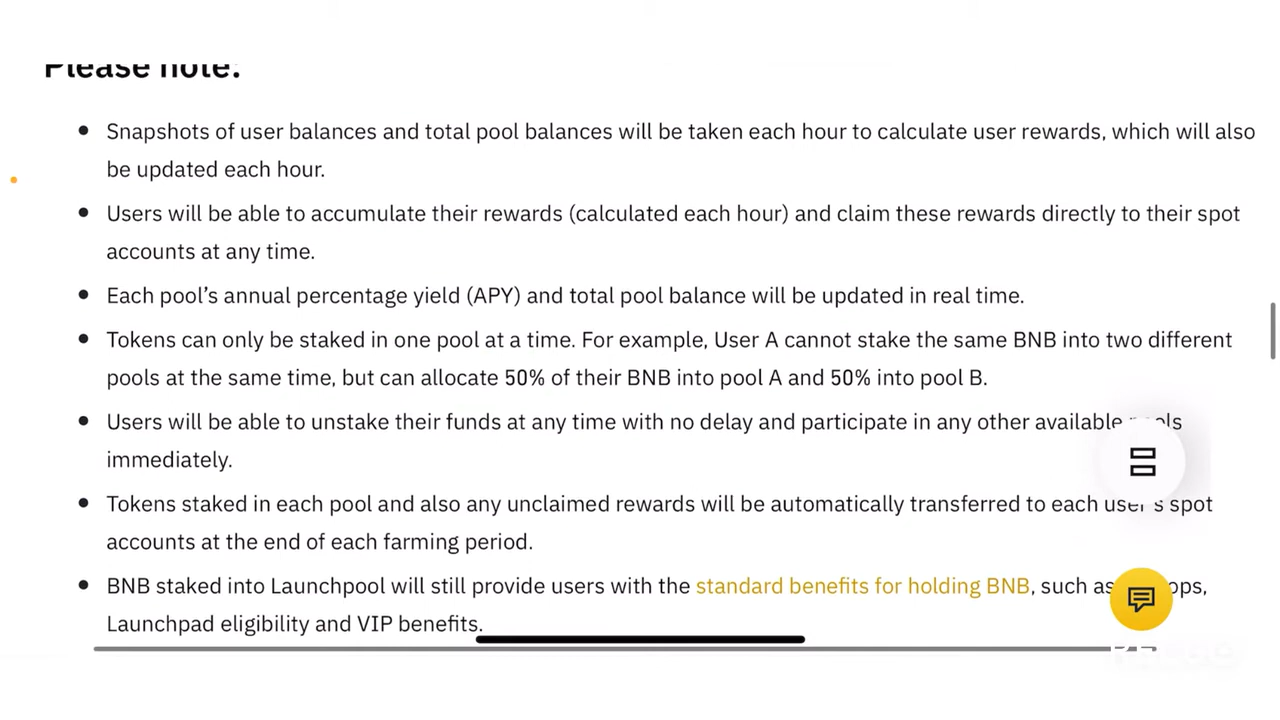 Please note:
Snapshots of user balances and total pool balances will be taken each hour to calculate user rewards, which will also
be updated each hour.
Users will be able to accumulate their rewards (calculated each hour) and claim these rewards directly to their spot
accounts at any time.
Each pool’s annual percentage yield (APY) and total pool balance will be updated in real time.
Tokens can only be staked in one pool at a time. For example, User A cannot stake the same BNB into two different
pools at the same time, but can allocate 50% of their BNB into pool A and 50% into pool B.
Users will be able to unstake their funds at any time with no delay and participate in any other available
immediately.
Tokens staked in each pool and also any unclaimed rewards will be automatically transferred to each user's spot
accounts at the end of each farming period.
BNB staked into Launchpool will still provide users with the standard benefits for holding BNB, such as
Launchpad eligibility and VIP benefits.